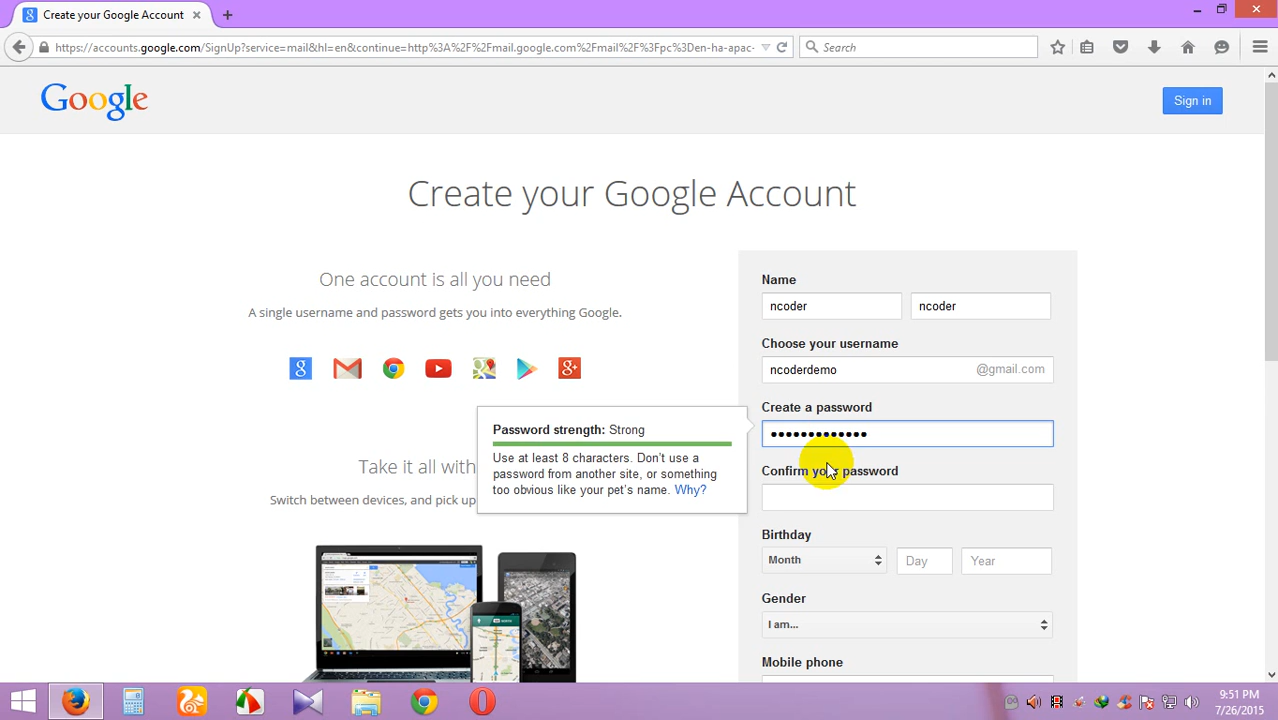 Create your Google Account
https://accounts.google.com/SignUp?service=mail&hl=en&continue=http%3A%2F%2Fmail.google.com%2Fmail%2F%3Fpc%3Den-ha-apac-
Search
Google
Sign in
Create your Google Account
One account is all you need
A single username and password gets you into everything Google.
Take it all with
Switch between devices, and pick up
Password strength: Strong
Use at least 8 characters. Don't use a
password from another site, or something
too obvious like your pet's name. Why?
Name
ncoder
ncoder
Choose your username
ncoderdemo
@gmail.com
Create a password
•••••••••••••
Confirm your password
Birthday
Month
Day
Year
Gender
I am...
Mobile phone
9:51 PM
7/26/2015